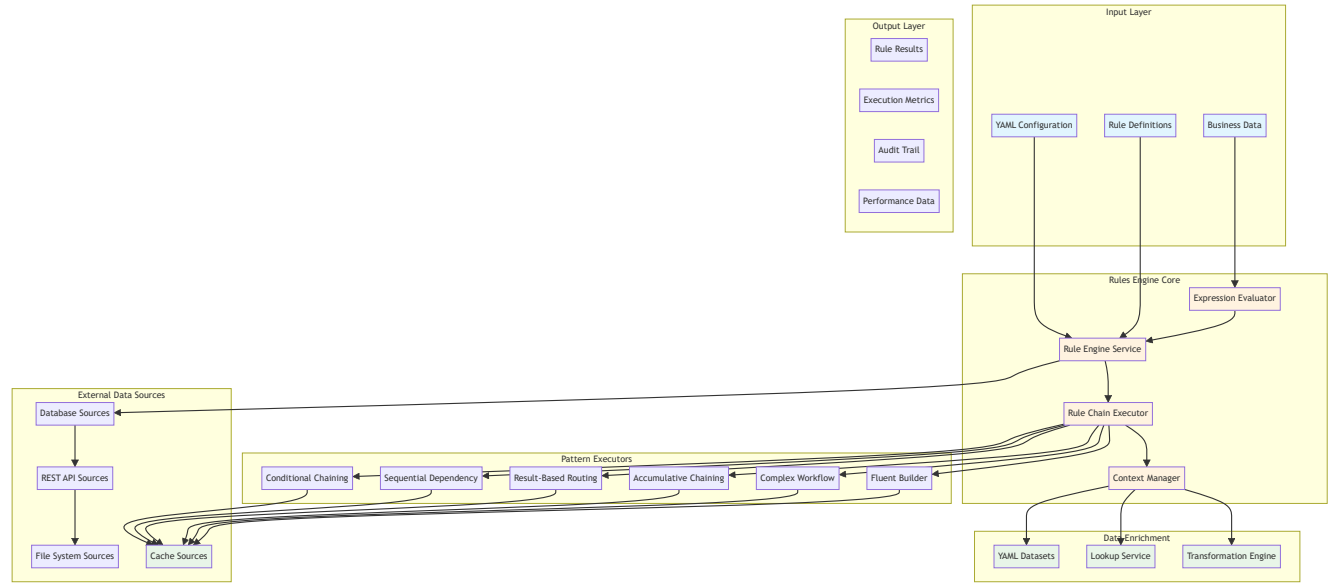 Input Layer
YAML Configuration
Rule Definitions
Business Data
Output Layer
Rule Results
Execution Metrics
Audit Trail
Performance Data
Rules Engine Core
Expression Evaluator
Rule Engine Service
Rule Chain Executor
Context Manager
External Data Sources
Database Sources
REST API Sources
File System Sources
Cache Sources
Pattern Executors
Conditional Chaining
Sequential Dependency
Result-Based Routing
Accumulative Chaining
Complex Workflow
Fluent Builder
Data Enrichment
YAML Datasets
Lookup Service
Transformation Engine